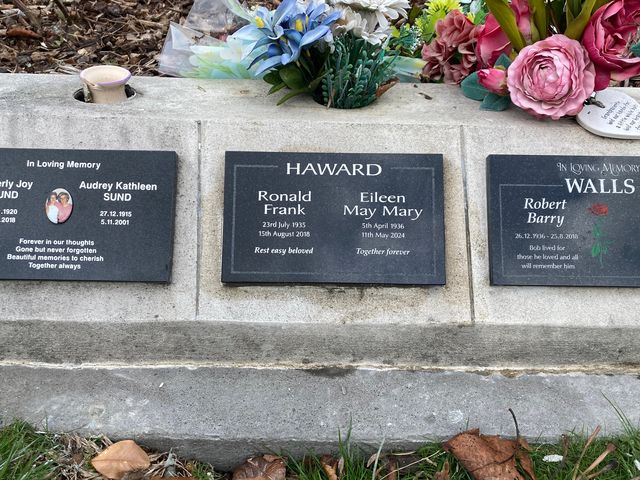 In Loving Memory
erly Joy
UND
1920
2018
Audrey Kathleen
SUND
27.12.1915
5.11.2001
Forever in our thoughts
Gone but never forgotten
Beautiful memories to cherish
Together always
HAWARD
Ronald
Frank
23rd July 1935
15th August 2018
Rest easy beloved
Eileen
May Mary
5th April 1936
11th May 2024
Together forever
IN LOVING MEMORY
WALLS
Robert
Barry
26.12.1936 - 25.8.2018
Bob lived for
those he loved and all
will remember him